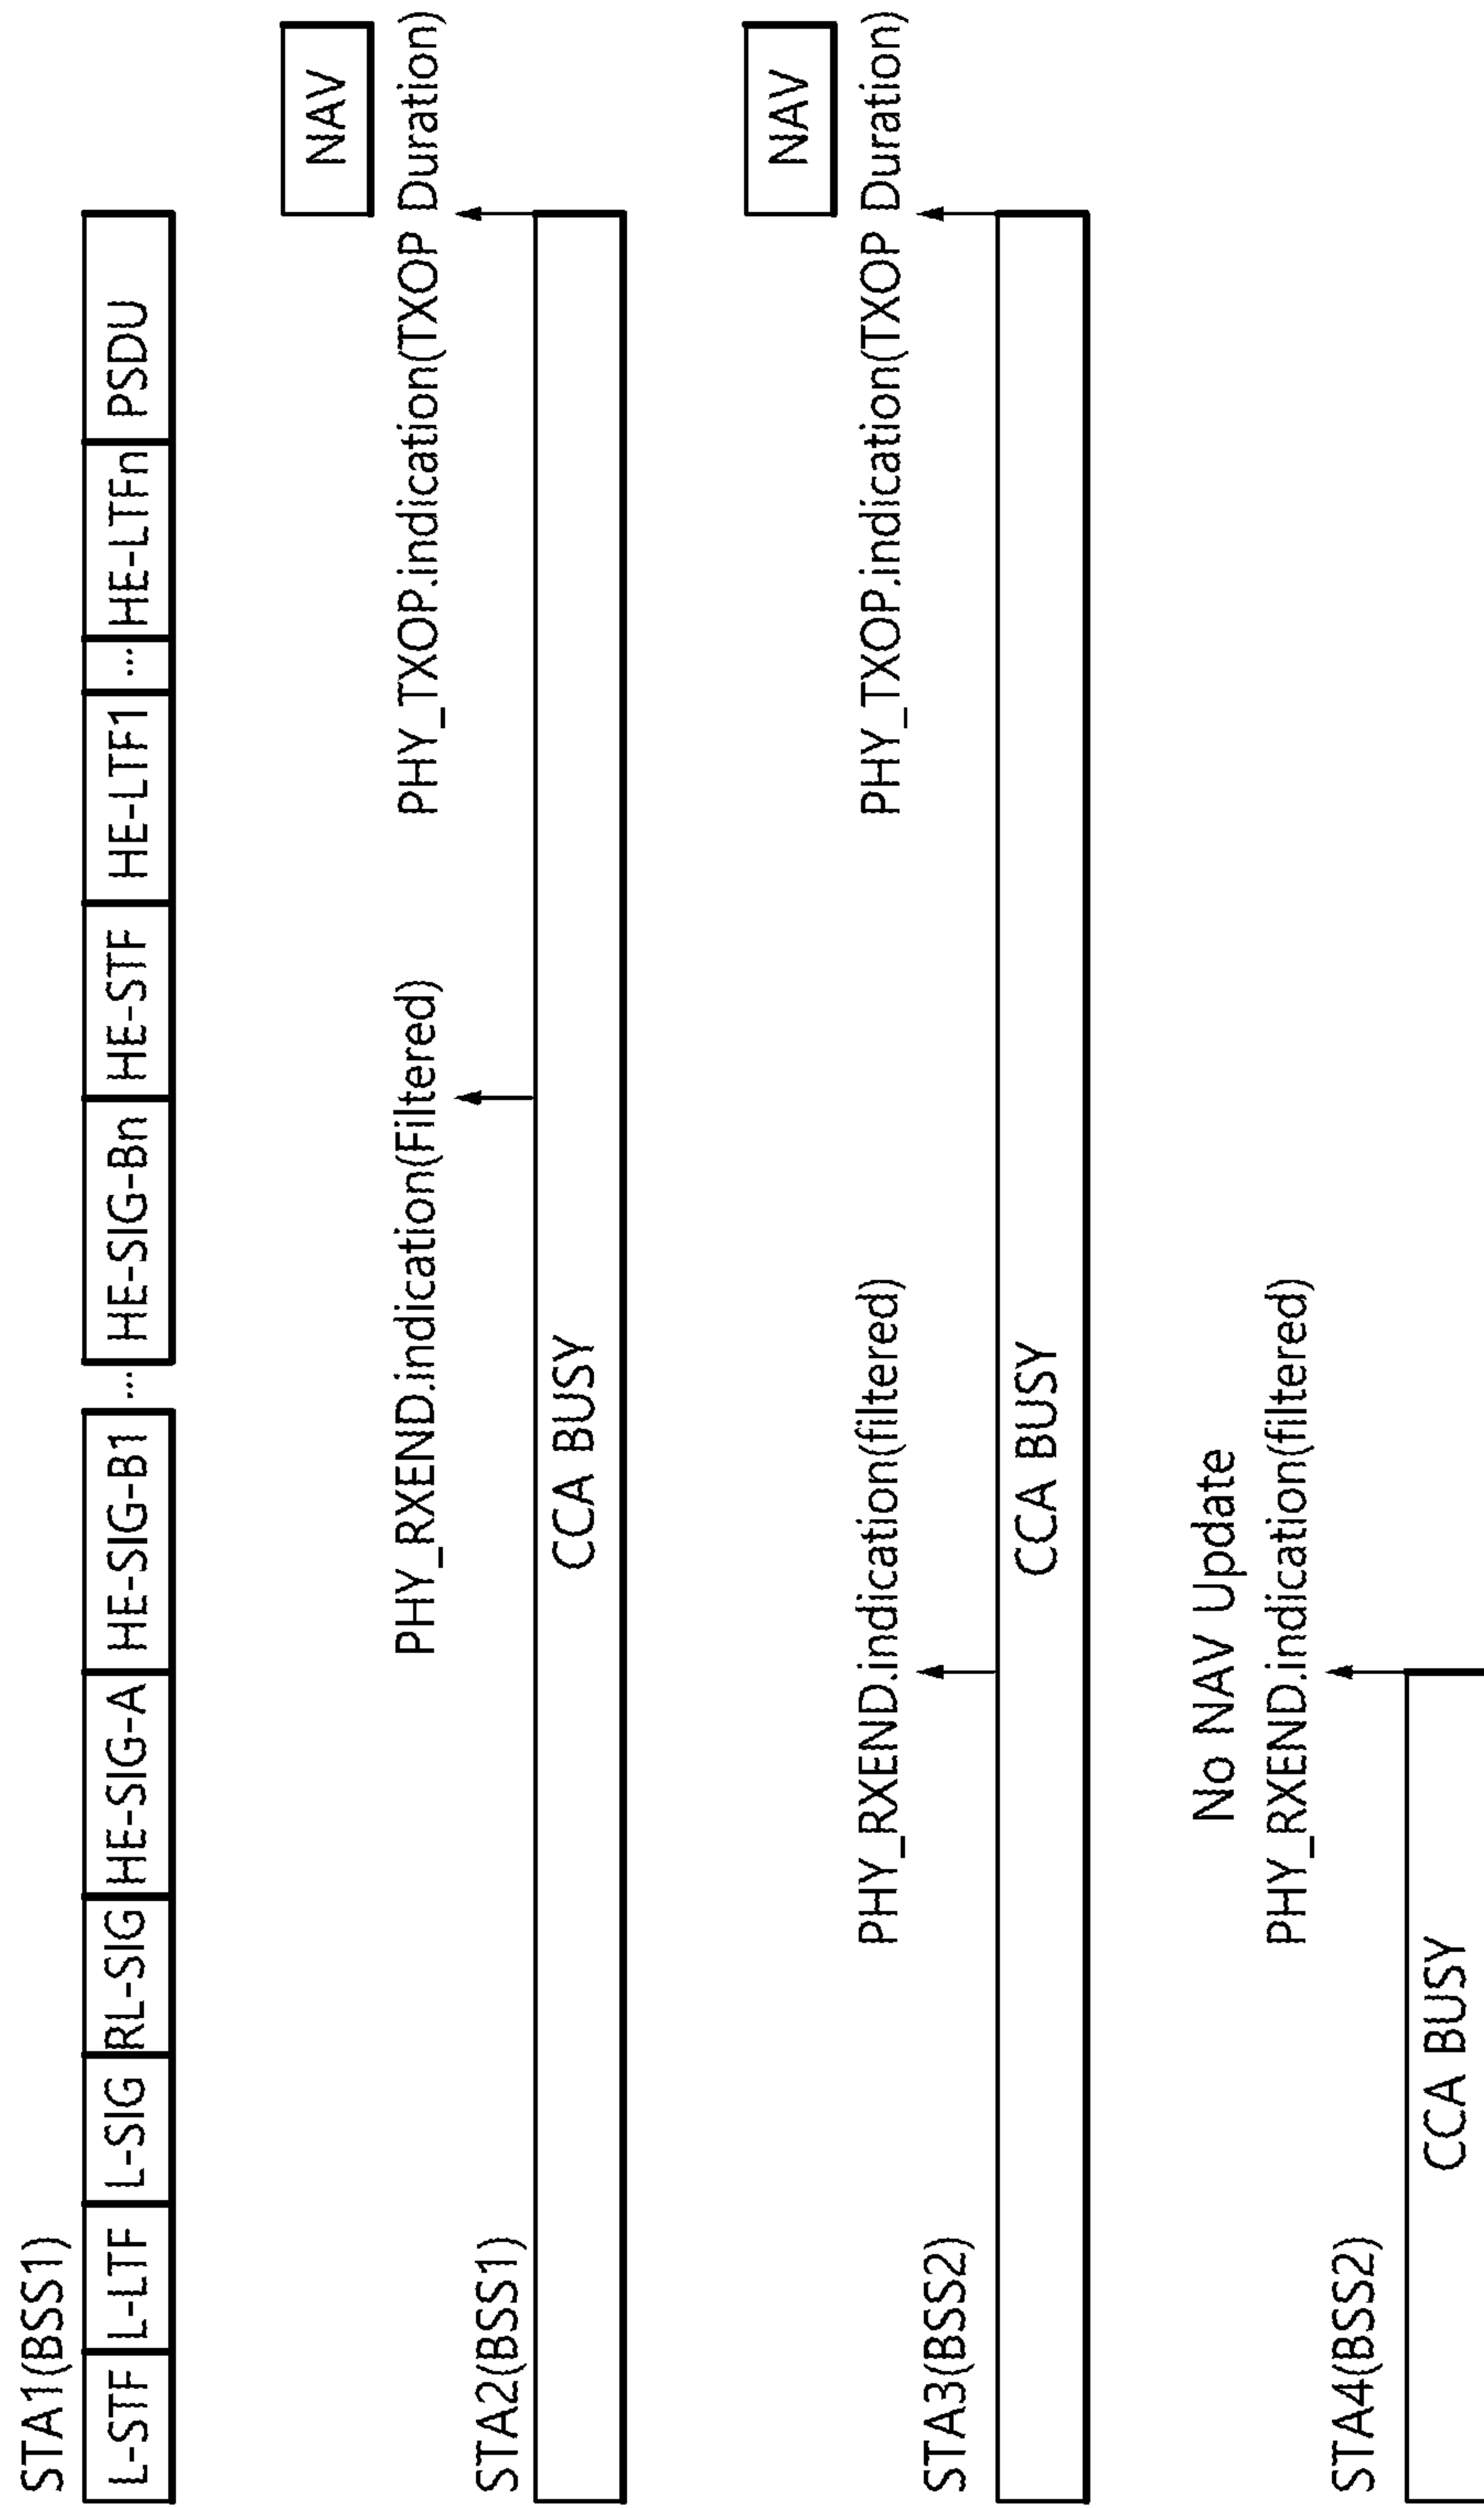 STA1(BSS1)
L-STF L-LTF L-SIG RL-SIG HE-SIG-A HE-SIG-B1 ... HE-SIG-Bn HE-STF HE-LTF1 ... HE-LTFn PSDU
NAV
PHY_RXEND.indication(Filtered) PHY_TXOP.indication(TXOP Duration)
STA2(BSS1)
CCA BUSY
NAV
PHY_RXEND.indication(filtered) PHY_TXOP.indication(TXOP Duration)
STA3(BSS2)
CCA BUSY
No NAV Update
PHY_RXEND.indication(filtered)
STA4(BSS2)
CCA BUSY